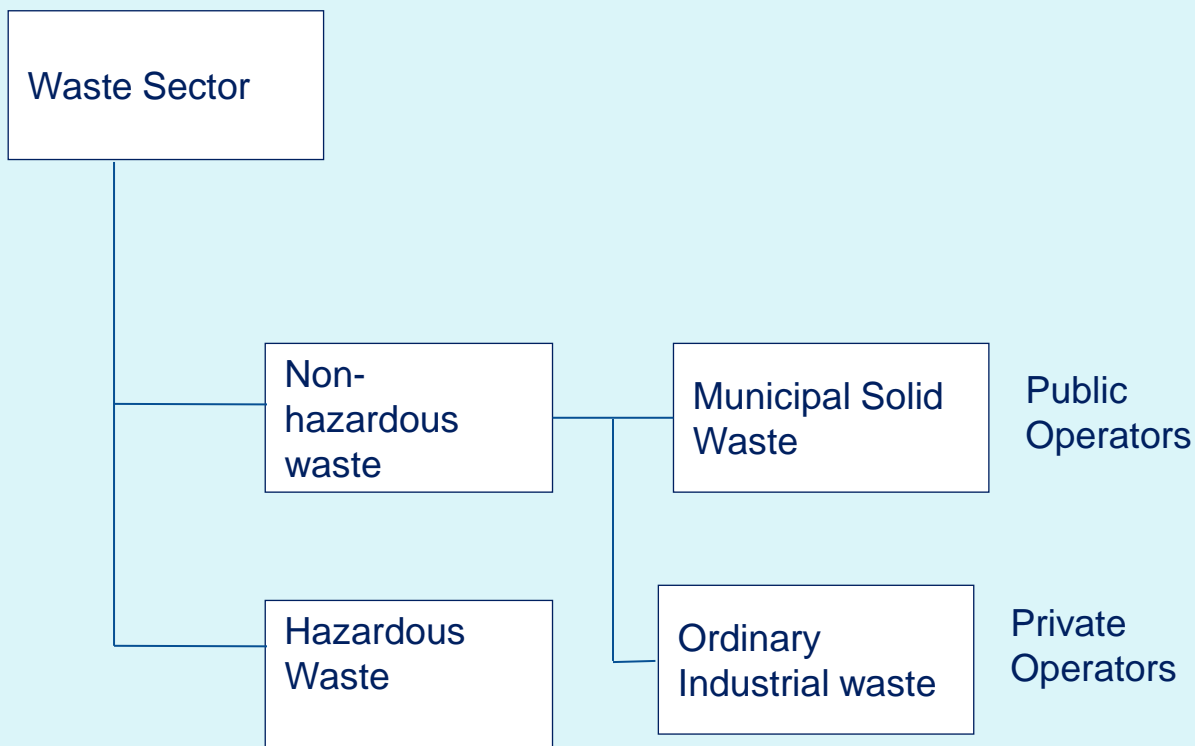 Waste Sector
Non-
hazardous
waste
Municipal Solid
Waste
Public
Operators
Hazardous
Waste
Ordinary
Industrial waste
Private
Operators